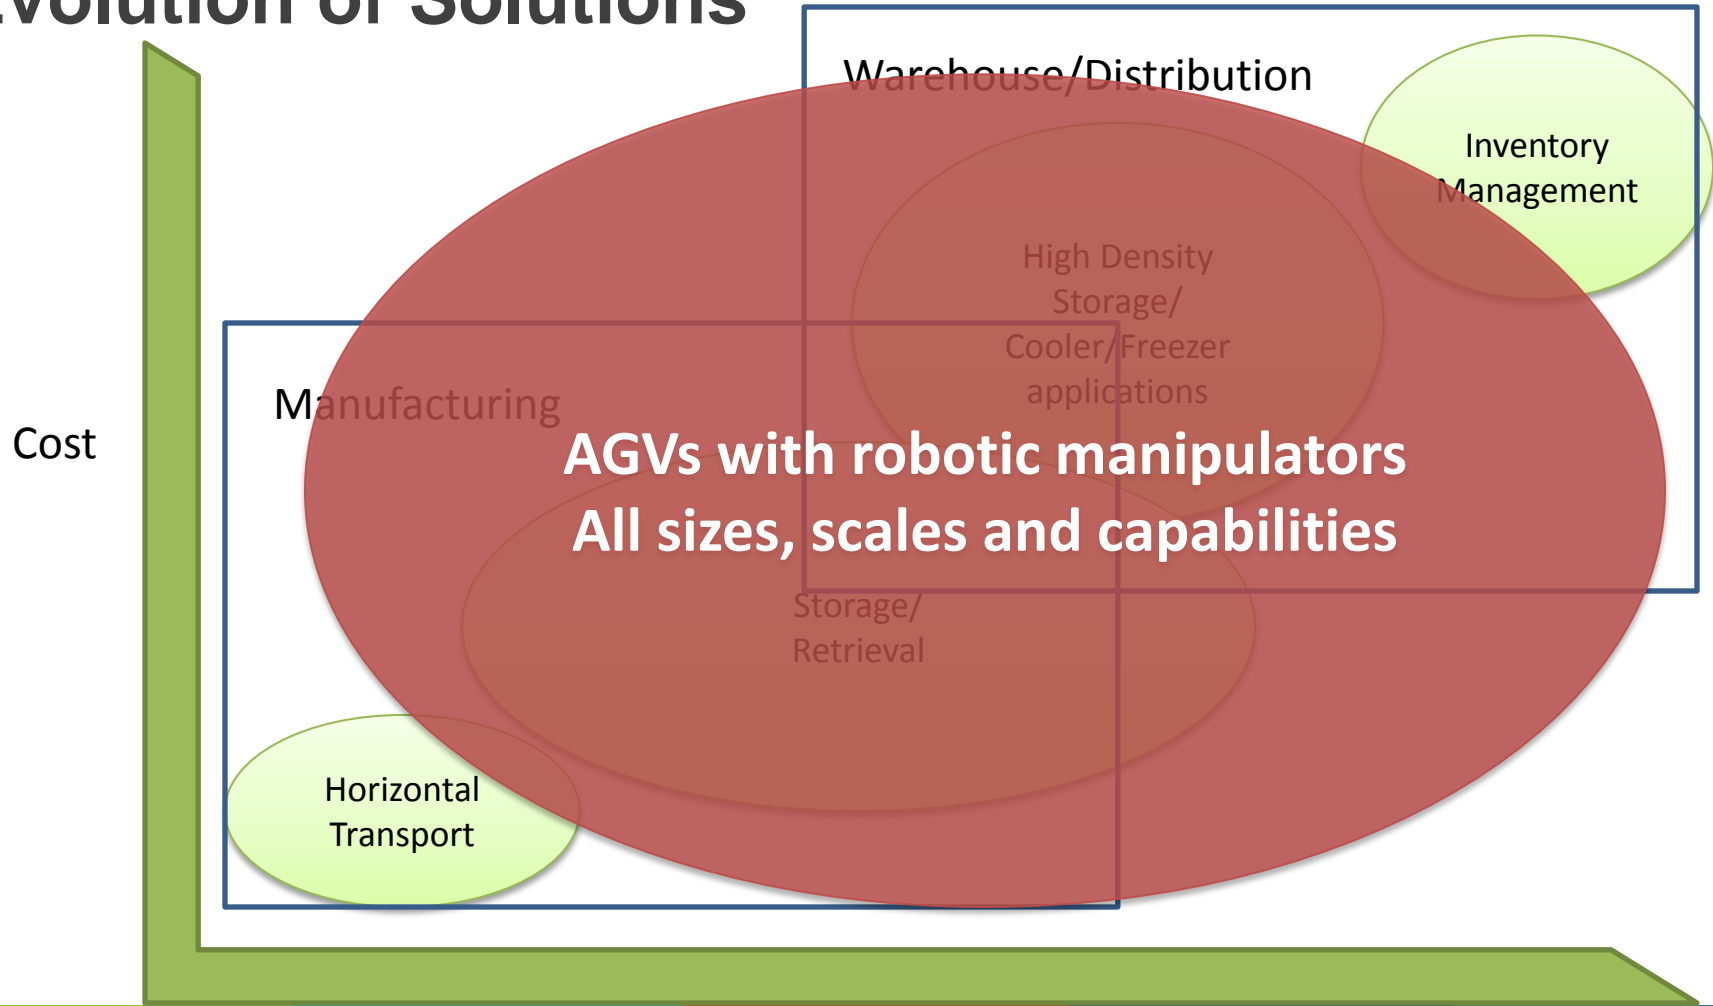 Evolution of Solutions
Warehouse/Distribution
Inventory
Management
High Density
Storage/
Cooler/Freezer
applications
Manufacturing
Cost
AGVs with robotic manipulators
All sizes, scales and capabilities
Storage/
Retrieval
Horizontal
Transport